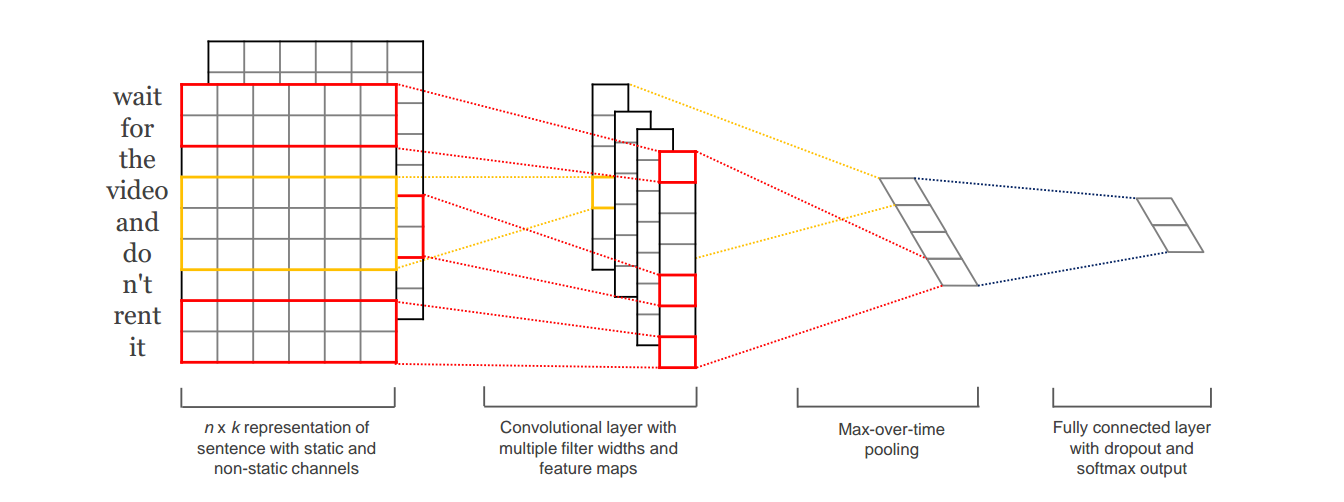 wait
for
the
video
and
do
n't
rent
it
n x k representation of
sentence with static and
non-static channels
Convolutional layer with
multiple filter widths and
feature maps
Max-over-time
pooling
Fully connected layer
with dropout and
softmax output